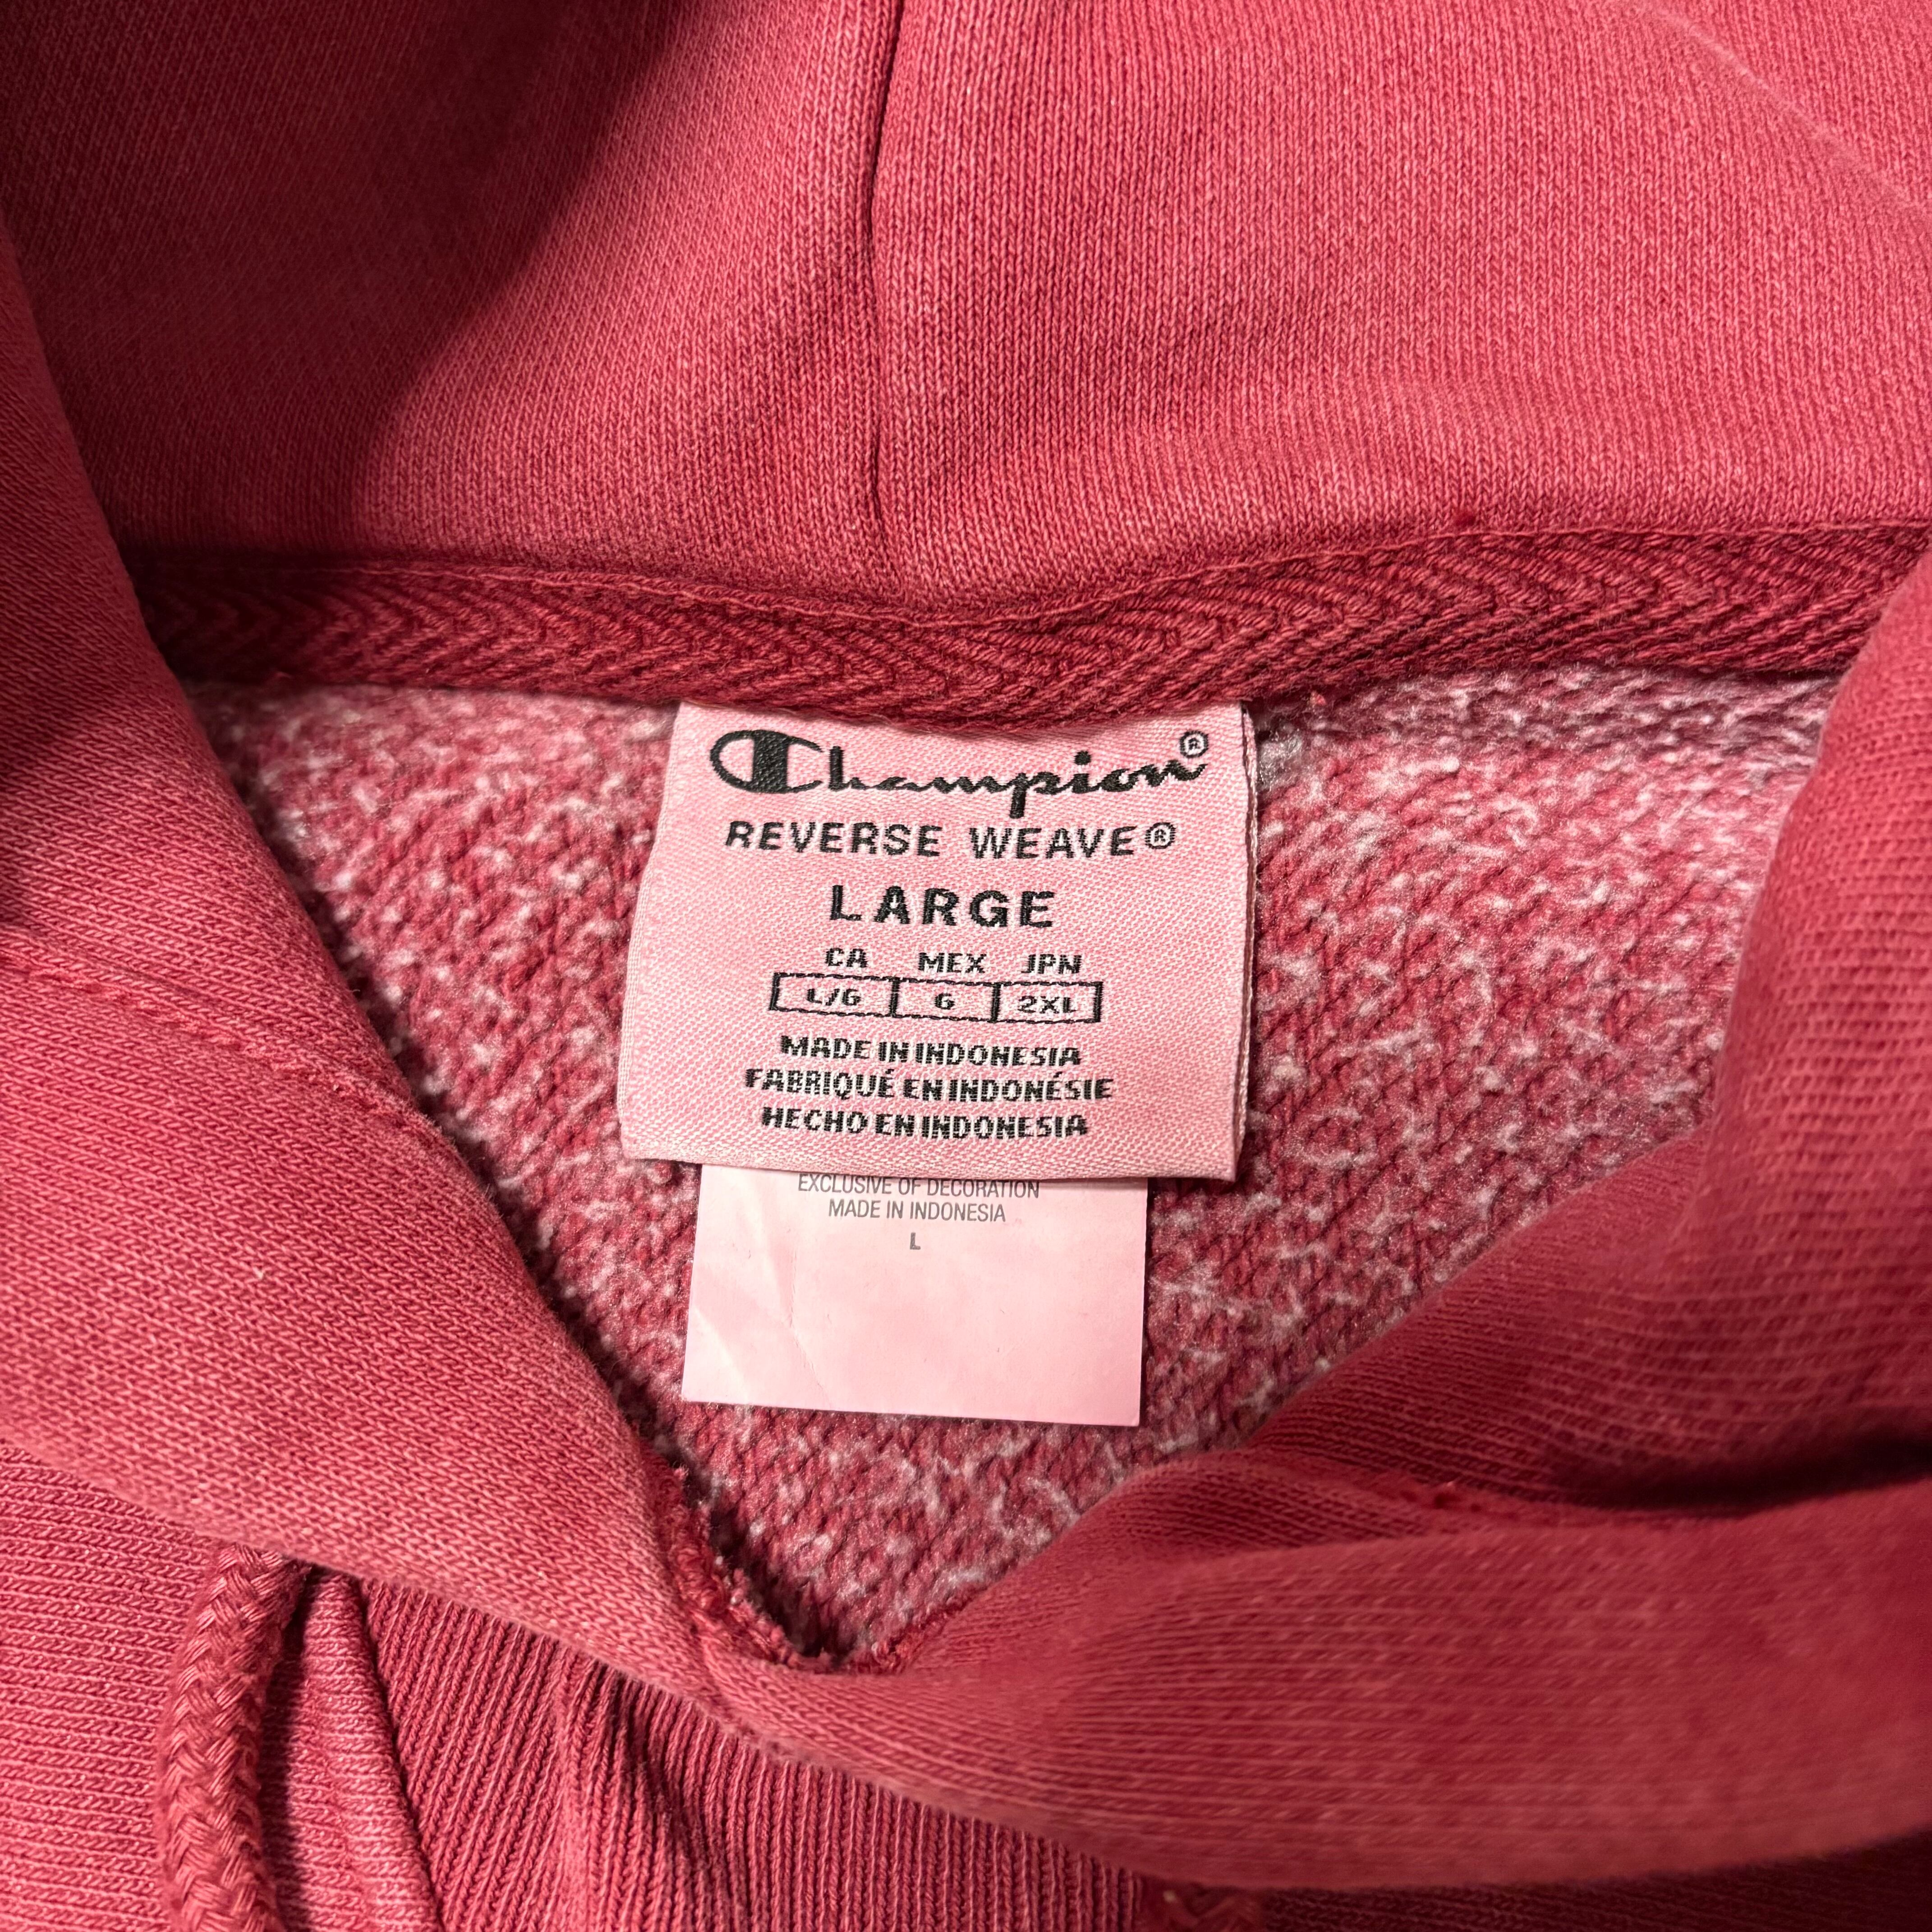 Champion®
REVERSE WEAVE®
LARGE
CA MEX JPN
L/G G 2XL
MADE IN INDONESIA
FABRIQUÉ EN INDONÉSIE
HECHO EN INDONESIA
EXCLUSIVE OF DECORATION
MADE IN INDONESIA
L